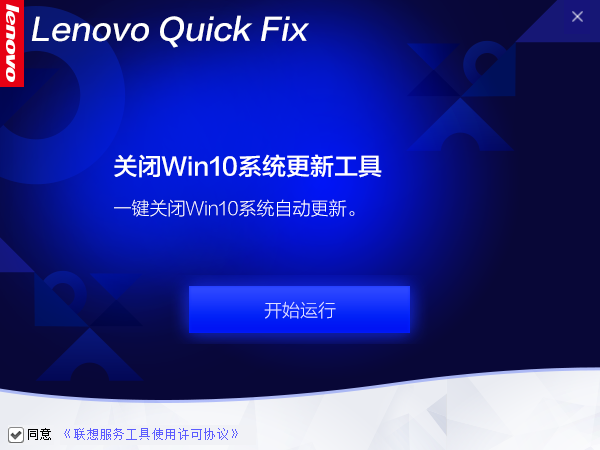 lenovo
Lenovo Quick Fix
关闭Win10系统更新工具
一键关闭Win10系统自动更新。
开始运行
同意 《联想服务工具使用许可协议》